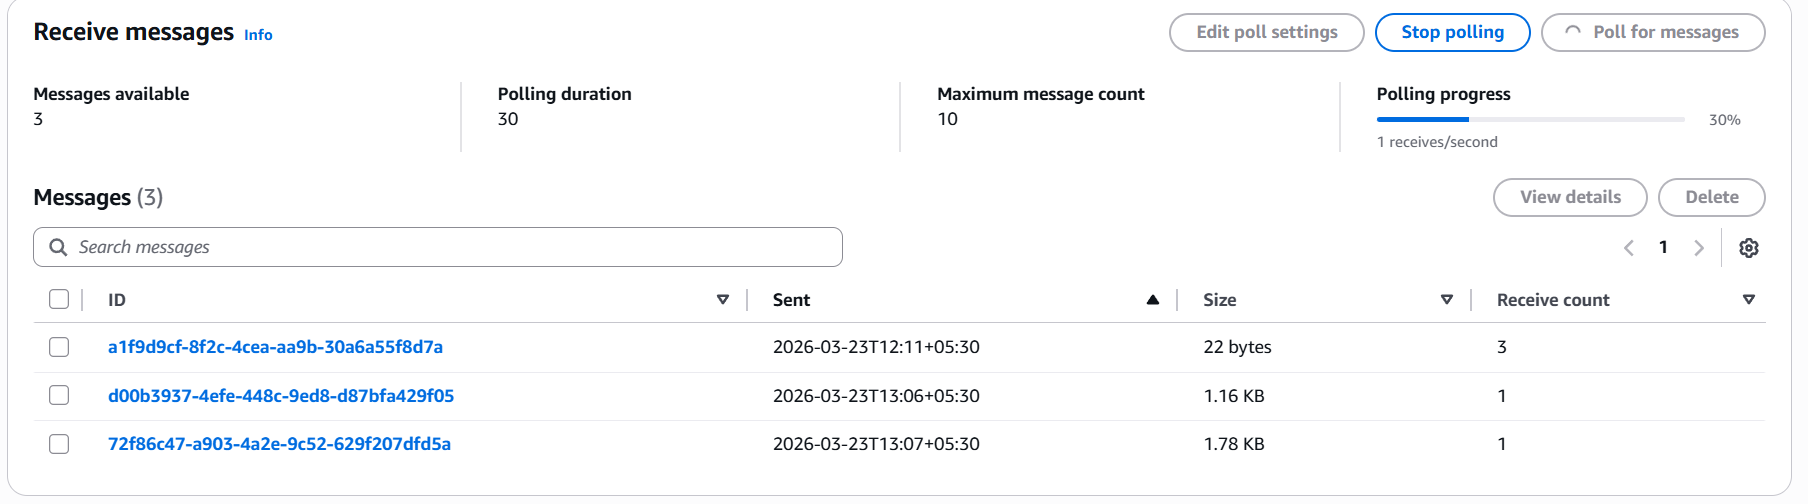 Receive messages Info
Edit poll settings
Stop polling
Poll for messages
Messages available
3
Polling duration
30
Maximum message count
10
Polling progress
30%
1 receives/second
Messages (3)
View details
Delete
Search messages
1
ID Sent Size Receive count
a1f9d9cf-8f2c-4cea-aa9b-30a6a55f8d7a 2026-03-23T12:11+05:30 22 bytes 3
d00b3937-4efe-448c-9ed8-d87bfa429f05 2026-03-23T13:06+05:30 1.16 KB 1
72f86c47-a903-4a2e-9c52-629f207dfd5a 2026-03-23T13:07+05:30 1.78 KB 1